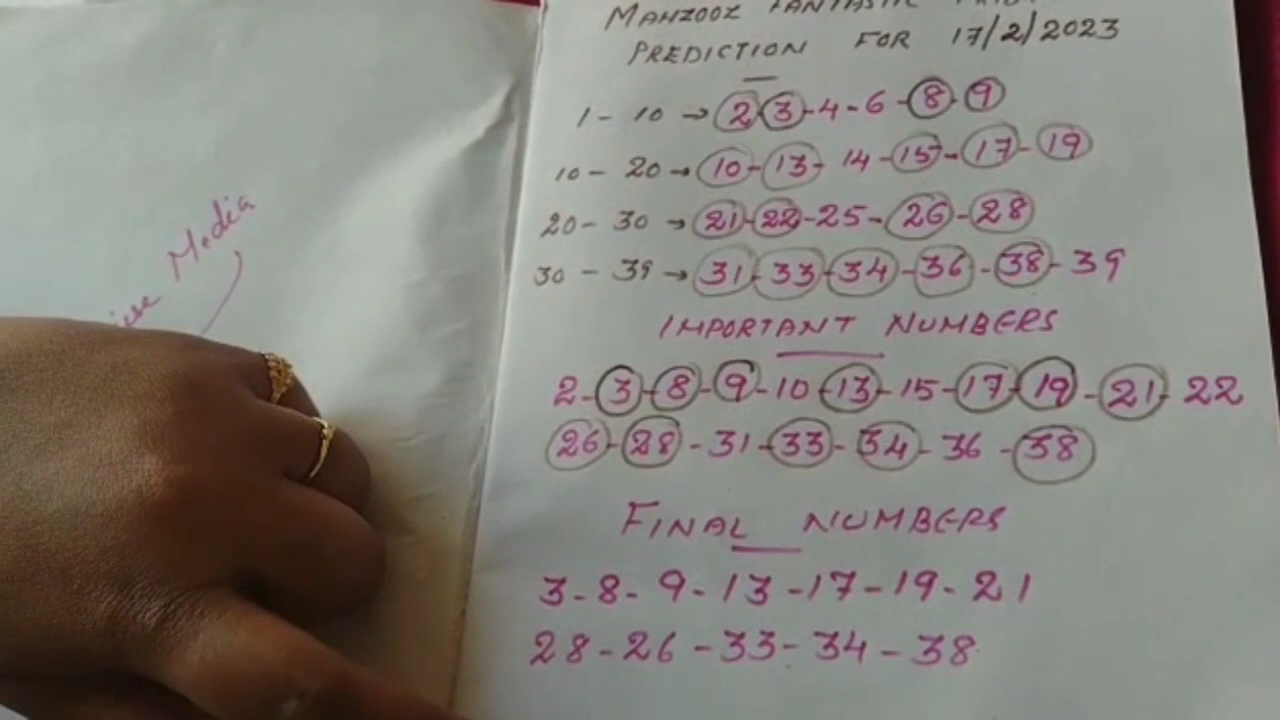 MAHZOOZ FANTASTIC
PREDICTION FOR 17/2/2023
1 - 10 → 2 3 - 4 - 6 - 8 - 9
10 - 20 → 10 - 13 - 14 - 15 - 17 - 19
20 - 30 → 21 - 22 - 25 - 26 - 28
30 - 39 → 31 - 33 - 34 - 36 - 38 - 39
IMPORTANT NUMBERS
2 - 3 - 8 - 9 - 10 - 13 - 15 - 17 - 19 - 21 - 22
26 - 28 - 31 - 33 - 34 - 36 - 38
FINAL NUMBERS
3 - 8 - 9 - 13 - 17 - 19 - 21
28 - 26 - 33 - 34 - 38
Media